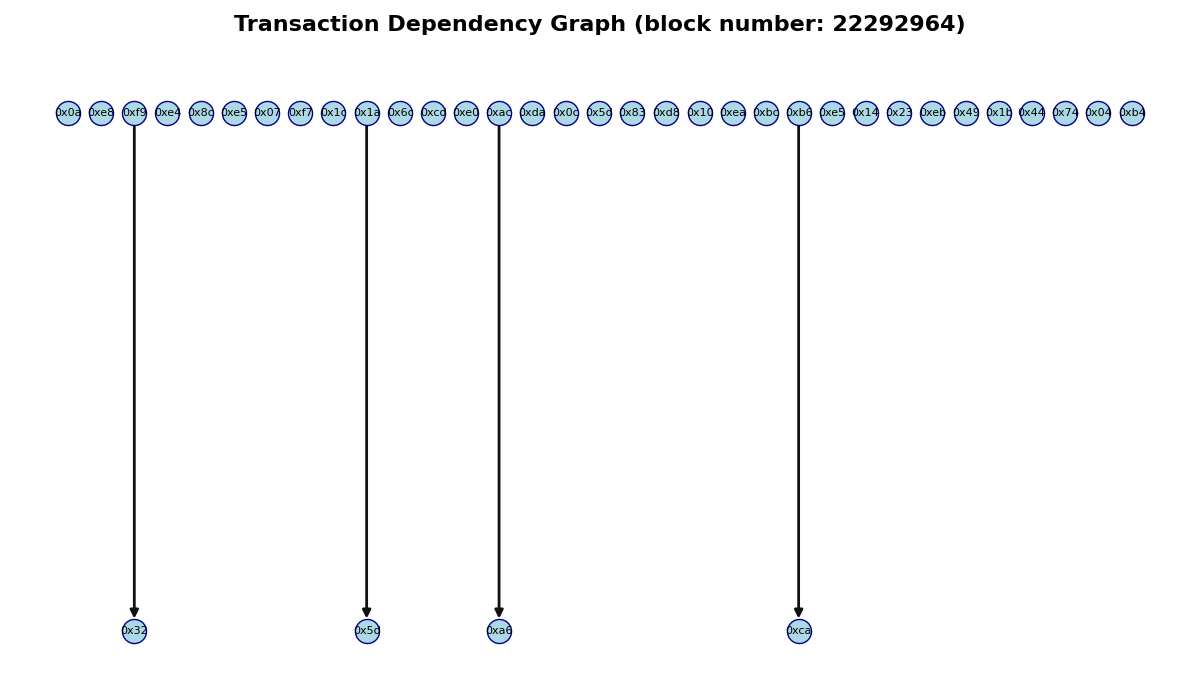 Transaction Dependency Graph (block number: 22292964)
0x0a 0xe8 0xf9 0xe4 0x8c 0xe5 0x07 0xf7 0x1c 0x1a 0x6c 0xcd 0xe0 0xac 0xda 0x0c 0x5d 0x83 0xd8 0x10 0xea 0xbc 0xb6 0xe5 0x14 0x23 0xeb 0x49 0x1b 0x44 0x74 0x04 0xb4
0x32 0x5d 0xa6 0xca